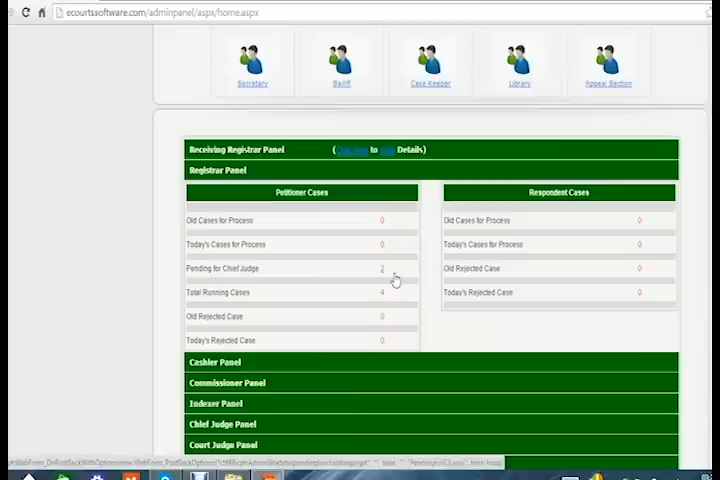 ecourtssoftware.com/adminpanel/aspx/home.aspx
Secretary
Bailiff
Case Keeper
Library
Appeal Section
Receiving Registrar Panel ( to Details)
Registrar Panel
Petitioner Cases
Respondent Cases
Old Cases for Process 0
Old Cases for Process 0
Today's Cases for Process 0
Today's Cases for Process 0
Pending for Chief Judge 2
Old Rejected Case 0
Total Running Cases 4
Today's Rejected Case 0
Old Rejected Case 0
Today's Rejected Case 0
Cashier Panel
Commissioner Panel
Indexer Panel
Chief Judge Panel
Court Judge Panel